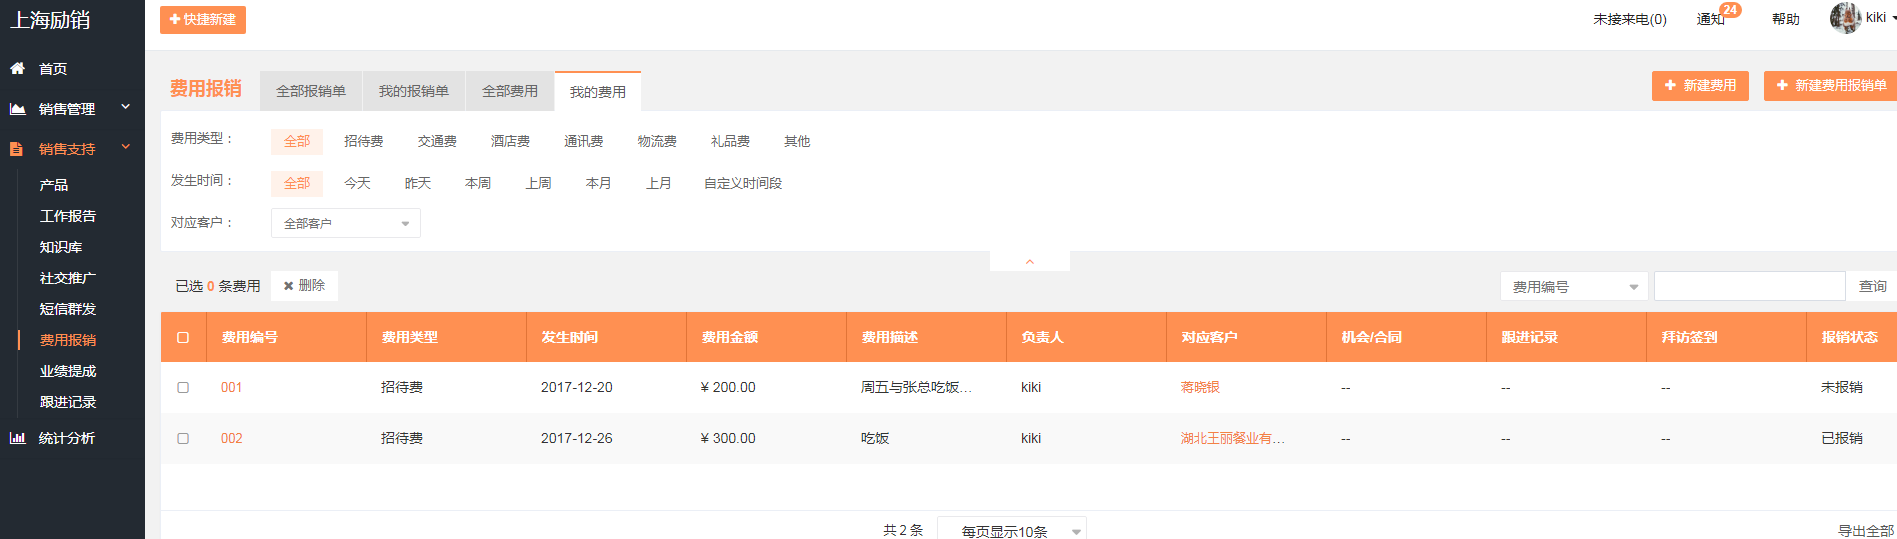 上海励销
快捷新建
未接来电(0) 通知 24 帮助 kiki
首页
销售管理
销售支持
产品
工作报告
知识库
社交推广
短信群发
费用报销
业绩提成
跟进记录
统计分析
费用报销 全部报销单 我的报销单 全部费用 我的费用 新建费用 新建费用报销单
费用类型： 全部 招待费 交通费 酒店费 通讯费 物流费 礼品费 其他
发生时间： 全部 今天 昨天 本周 上周 本月 上月 自定义时间段
对应客户： 全部客户
已选 0 条费用 删除 费用编号 查询
费用编号 费用类型 发生时间 费用金额 费用描述 负责人 对应客户 机会/合同 跟进记录 拜访签到 报销状态
001 招待费 2017-12-20 ¥ 200.00 周五与张总吃饭... kiki 蒋晓银 -- -- -- 未报销
002 招待费 2017-12-26 ¥ 300.00 吃饭 kiki 湖北王丽餐业有... -- -- -- 已报销
共 2 条 每页显示10条 导出全部